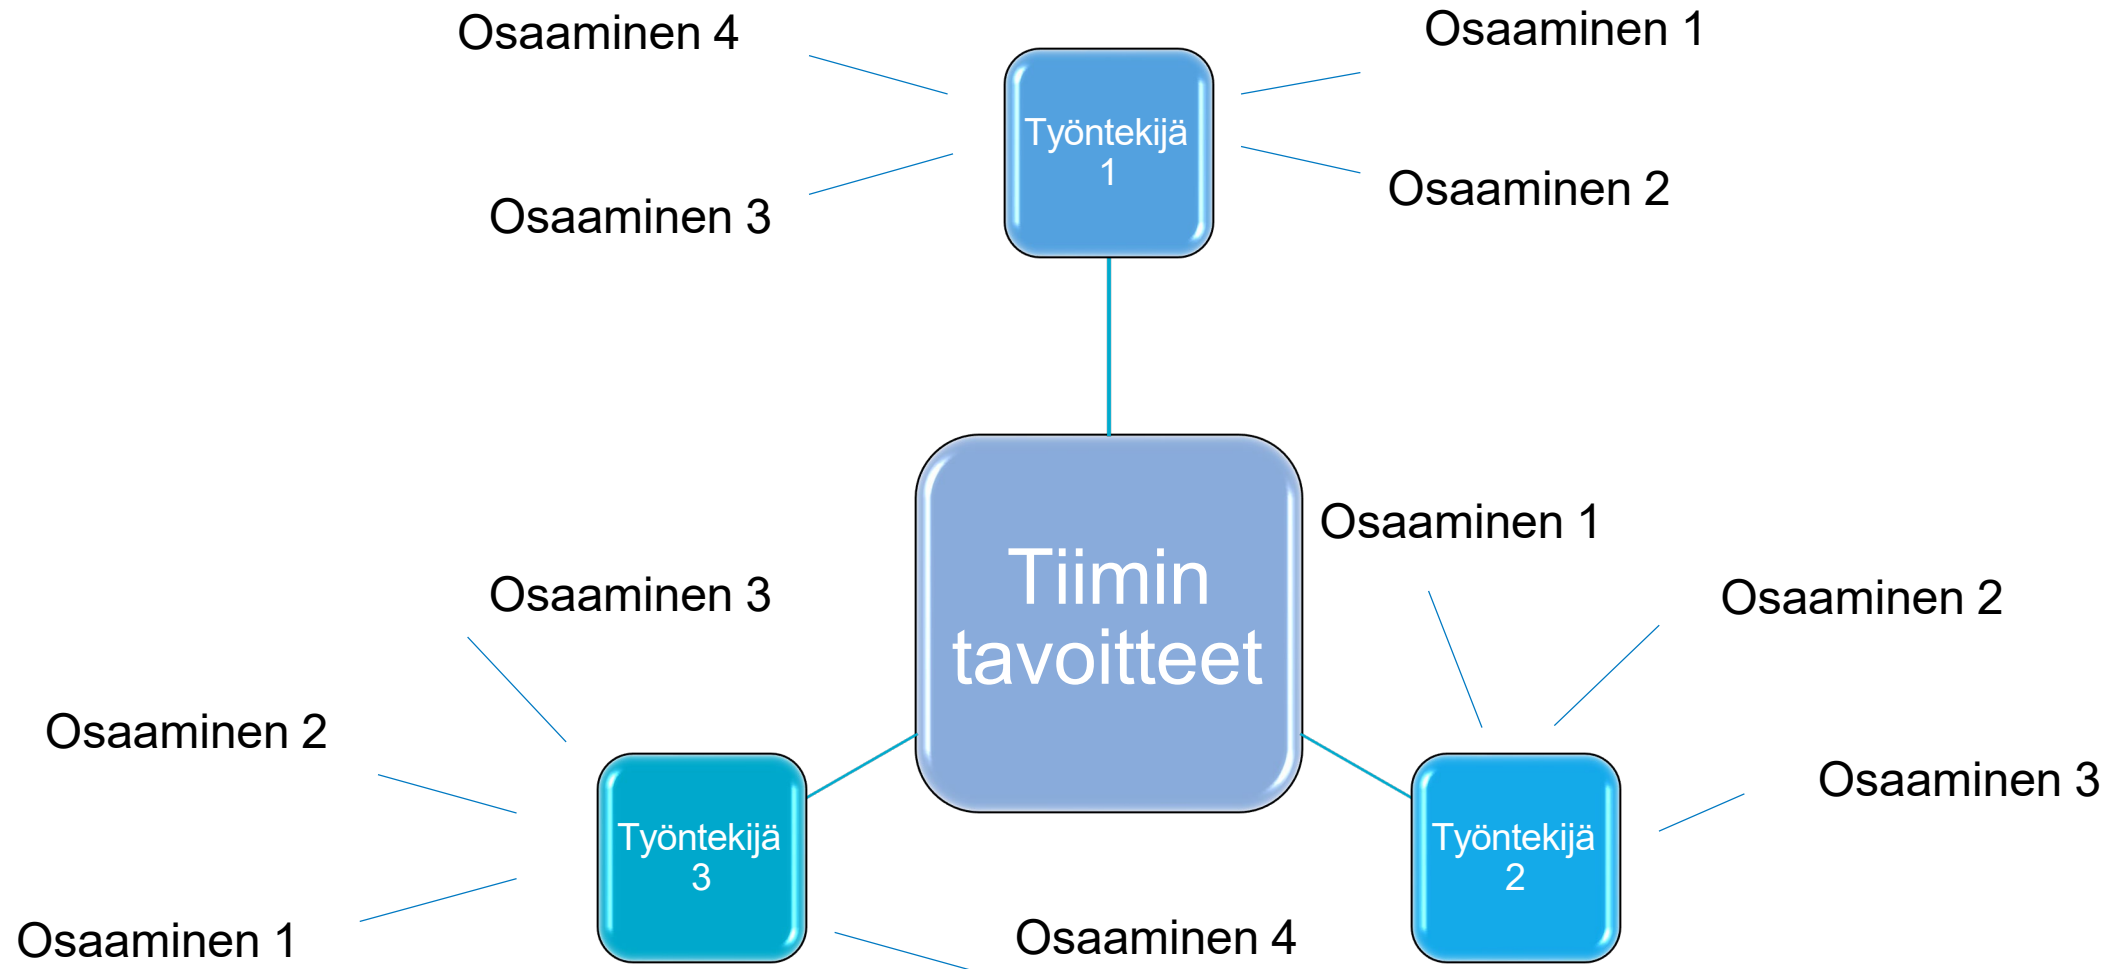 Osaaminen 4
Osaaminen 1
Työntekijä
1
Osaaminen 3
Osaaminen 2
Tiimin
tavoitteet
Osaaminen 1
Osaaminen 2
Osaaminen 3
Työntekijä
2
Osaaminen 3
Osaaminen 2
Osaaminen 1
Työntekijä
3
Osaaminen 4